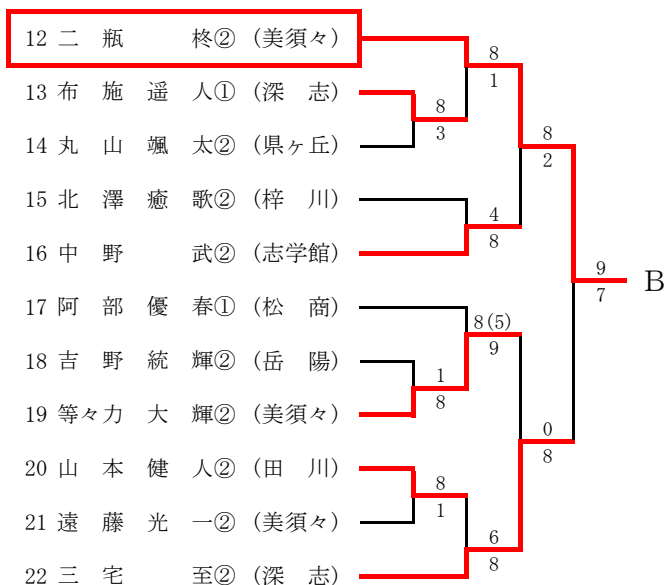 12 二瓶 柊② (美須々)
8
1
13 布施遥人① (深志)
8
3
14 丸山颯太② (県ヶ丘)
8
2
15 北澤癒歌② (梓川)
4
8
16 中野 武② (志学館)
9
7
B
17 阿部優春① (松商)
8(5)
9
18 吉野統輝② (岳陽)
1
8
19 等々力大輝② (美須々)
0
8
20 山本健人② (田川)
8
1
21 遠藤光一② (美須々)
6
8
22 三宅 至② (深志)